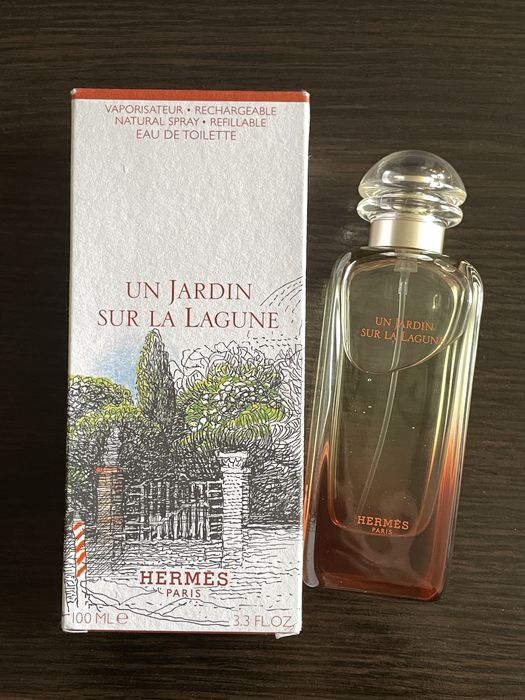 VAPORISATEUR • RECHARGEABLE
NATURAL SPRAY • REFILLABLE
EAU DE TOILETTE
UN JARDIN
SUR LA LAGUNE
HERMÈS
PARIS
100 ML e
3.3 FL.OZ
UN JARDIN
SUR LA LAGUNE
HERMÈS
PARIS